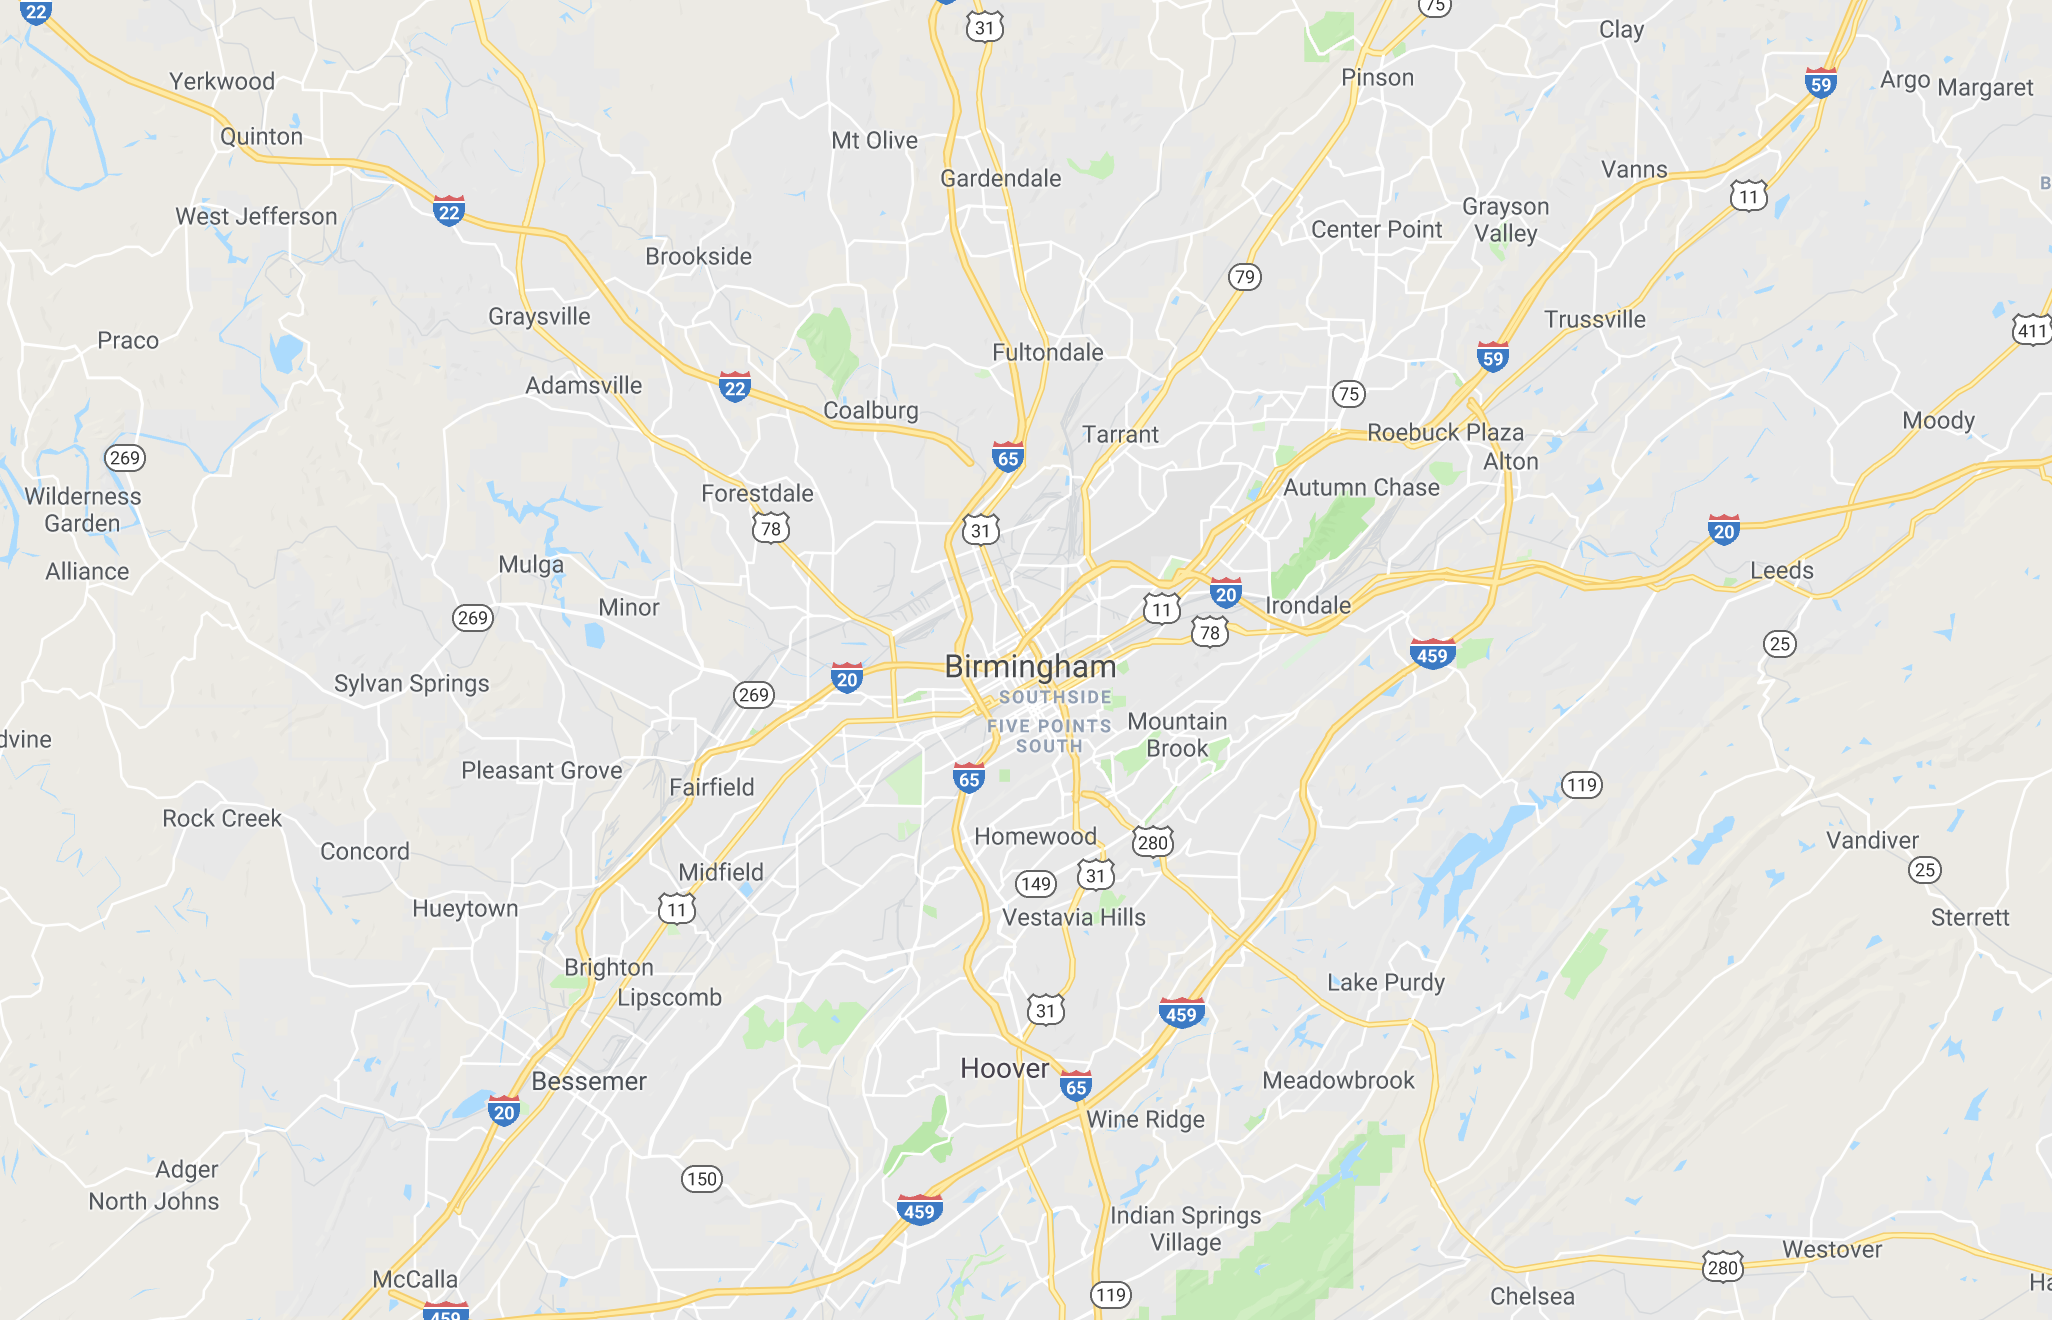 22
31
75
Clay
Yerkwood
Pinson
59
Argo
Margaret
Quinton
Mt Olive
Gardendale
Vanns
11
West Jefferson
22
Grayson
Valley
Center Point
Brookside
79
Graysville
Trussville
411
Praco
Fultondale
59
Adamsville
22
75
Coalburg
Moody
Tarrant
Roebuck Plaza
269
65
Alton
Wilderness
Garden
Forestdale
Autumn Chase
78
31
20
Alliance
Mulga
Leeds
Minor
20
11
Irondale
269
78
25
459
Birmingham
Sylvan Springs
20
269
SOUTHSIDE
FIVE POINTS
SOUTH
Mountain
Brook
dvine
Pleasant Grove
Fairfield
65
119
Rock Creek
Homewood
280
Vandiver
Concord
Midfield
149
31
25
Hueytown
11
Vestavia Hills
Sterrett
Brighton
Lipscomb
Lake Purdy
31
459
Hoover
Bessemer
65
Meadowbrook
20
Wine Ridge
Adger
150
North Johns
459
Indian Springs
Village
Westover
280
McCalla
119
Chelsea
Ha
459